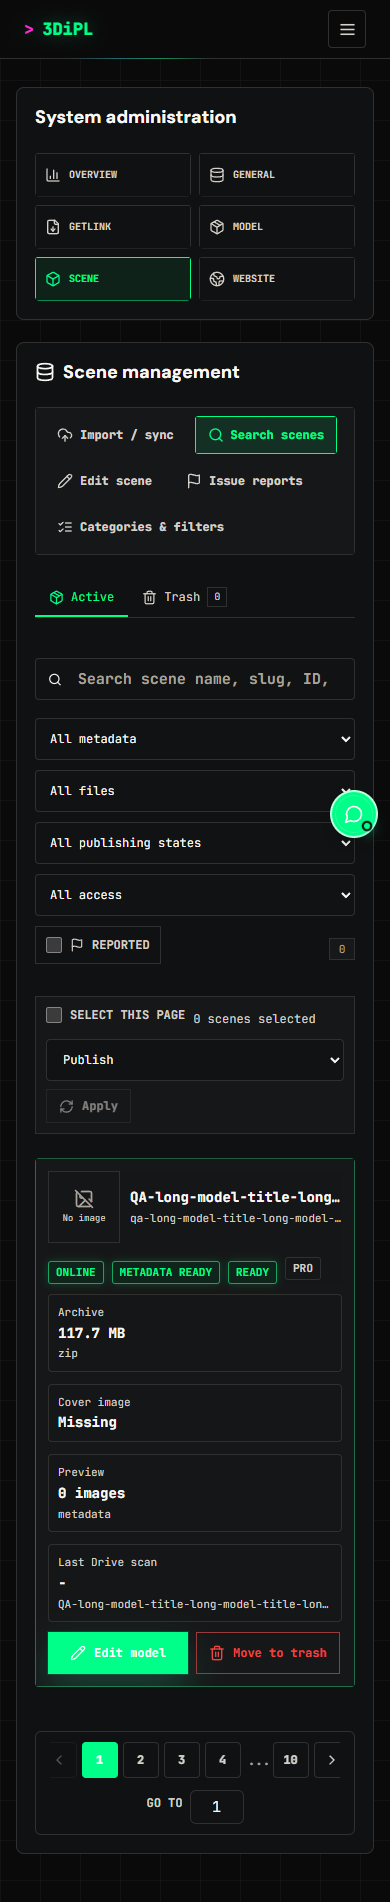 > 3DiPL
System administration
OVERVIEW
GENERAL
GETLINK
MODEL
SCENE
WEBSITE
Scene management
Import / sync
Search scenes
Edit scene
Issue reports
Categories & filters
Active
Trash 0
Search scene name, slug, ID,
All metadata
All files
All publishing states
All access
REPORTED
0
SELECT THIS PAGE 0 scenes selected
Publish
Apply
No image
QA-long-model-title-long…
qa-long-model-title-long-model-…
ONLINE
METADATA READY
READY
PRO
Archive
117.7 MB
zip
Cover image
Missing
Preview
0 images
metadata
Last Drive scan
-
QA-long-model-title-long-model-title-lon…
Edit model
Move to trash
1 2 3 4 ... 10
GO TO 1